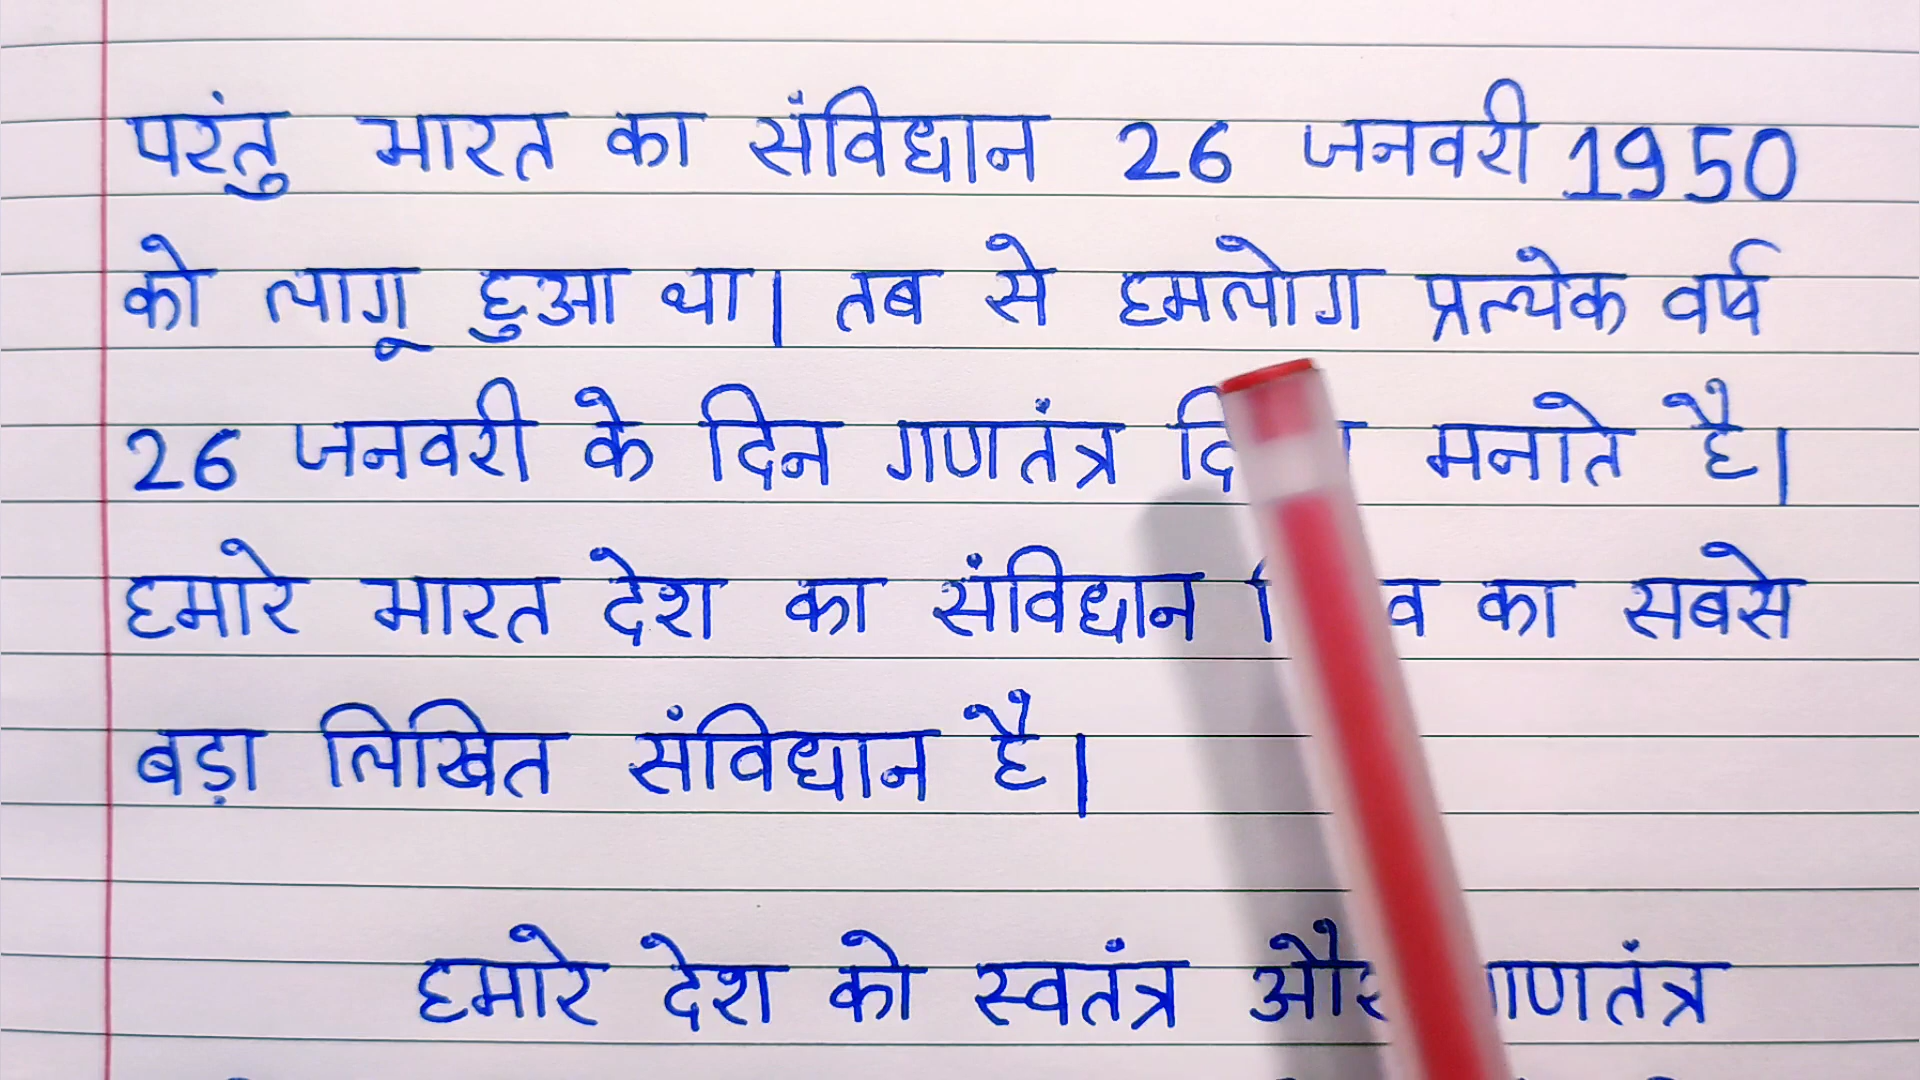 परंतु भारत का संविधान 26 जनवरी 1950
को लागू हुआ था। तब से हमलोग प्रत्येक वर्ष
26 जनवरी के दिन गणतंत्र मनाते है।
हमारे भारत देश का संविधान का सबसे
बड़ा लिखित संविधान है।
हमारे देश को स्वतंत्र और गणतंत्र